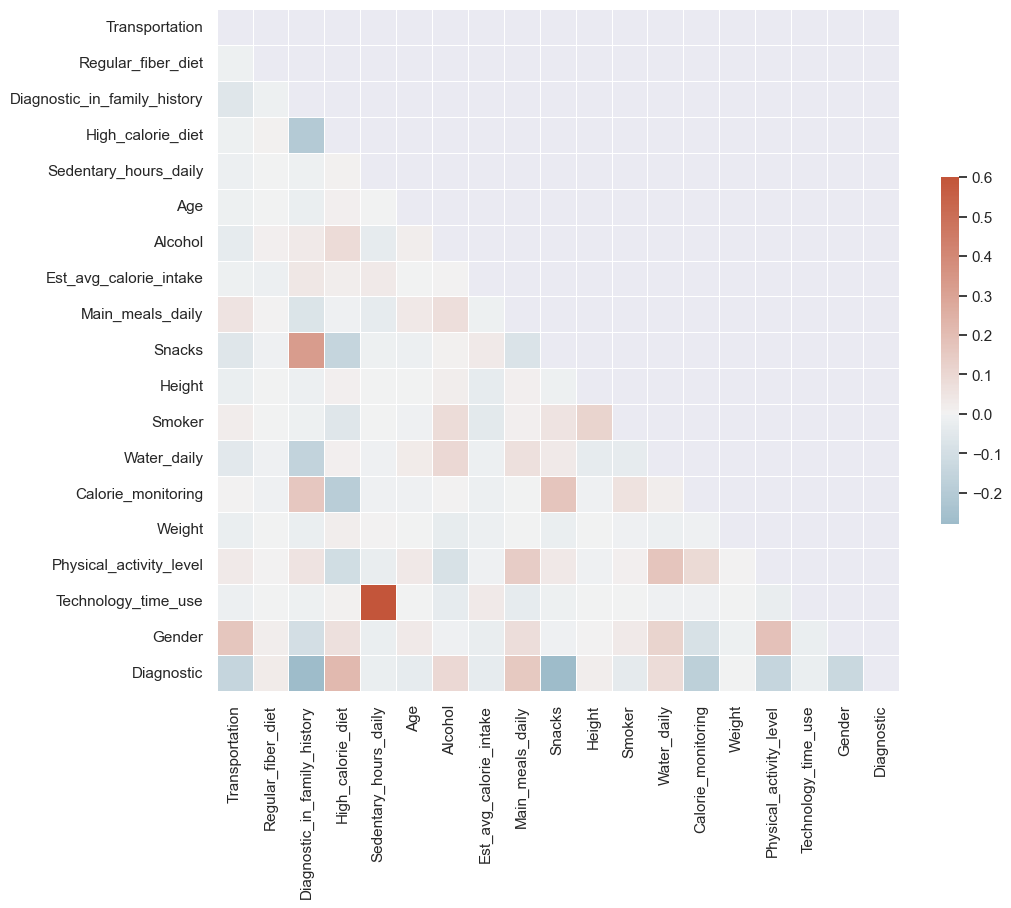 Transportation
Regular_fiber_diet
Diagnostic_in_family_history
High_calorie_diet
Sedentary_hours_daily
Age
Alcohol
Est_avg_calorie_intake
Main_meals_daily
Snacks
Height
Smoker
Water_daily
Calorie_monitoring
Weight
Physical_activity_level
Technology_time_use
Gender
Diagnostic
Transportation
Regular_fiber_diet
Diagnostic_in_family_history
High_calorie_diet
Sedentary_hours_daily
Age
Alcohol
Est_avg_calorie_intake
Main_meals_daily
Snacks
Height
Smoker
Water_daily
Calorie_monitoring
Weight
Physical_activity_level
Technology_time_use
Gender
Diagnostic
0.6
0.5
0.4
0.3
0.2
0.1
0.0
−0.1
−0.2